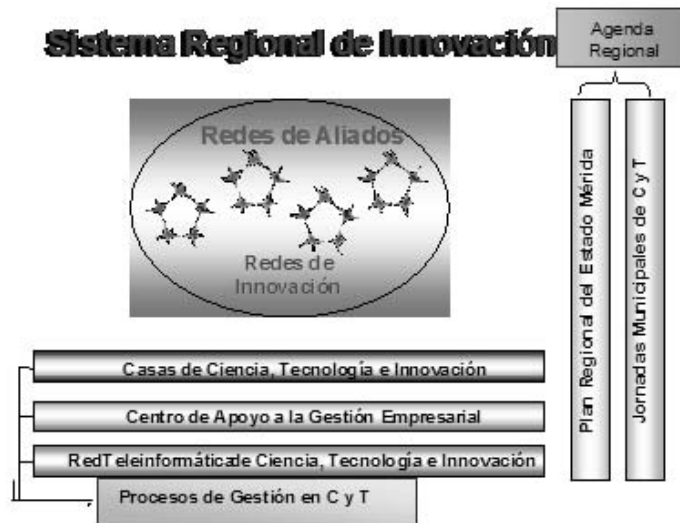 Sistema Regional de Innovación
Agenda
Regional
Redes de Aliados
Redes de
Innovación
Plan Regional del Estado Mérida
Jornadas Municipales de C y T
Casas de Ciencia, Tecnología e Innovación
Centro de Apoyo a la Gestión Empresarial
RedTeleinformáticade Ciencia, Tecnología e Innovación
Procesos de Gestión en C y T